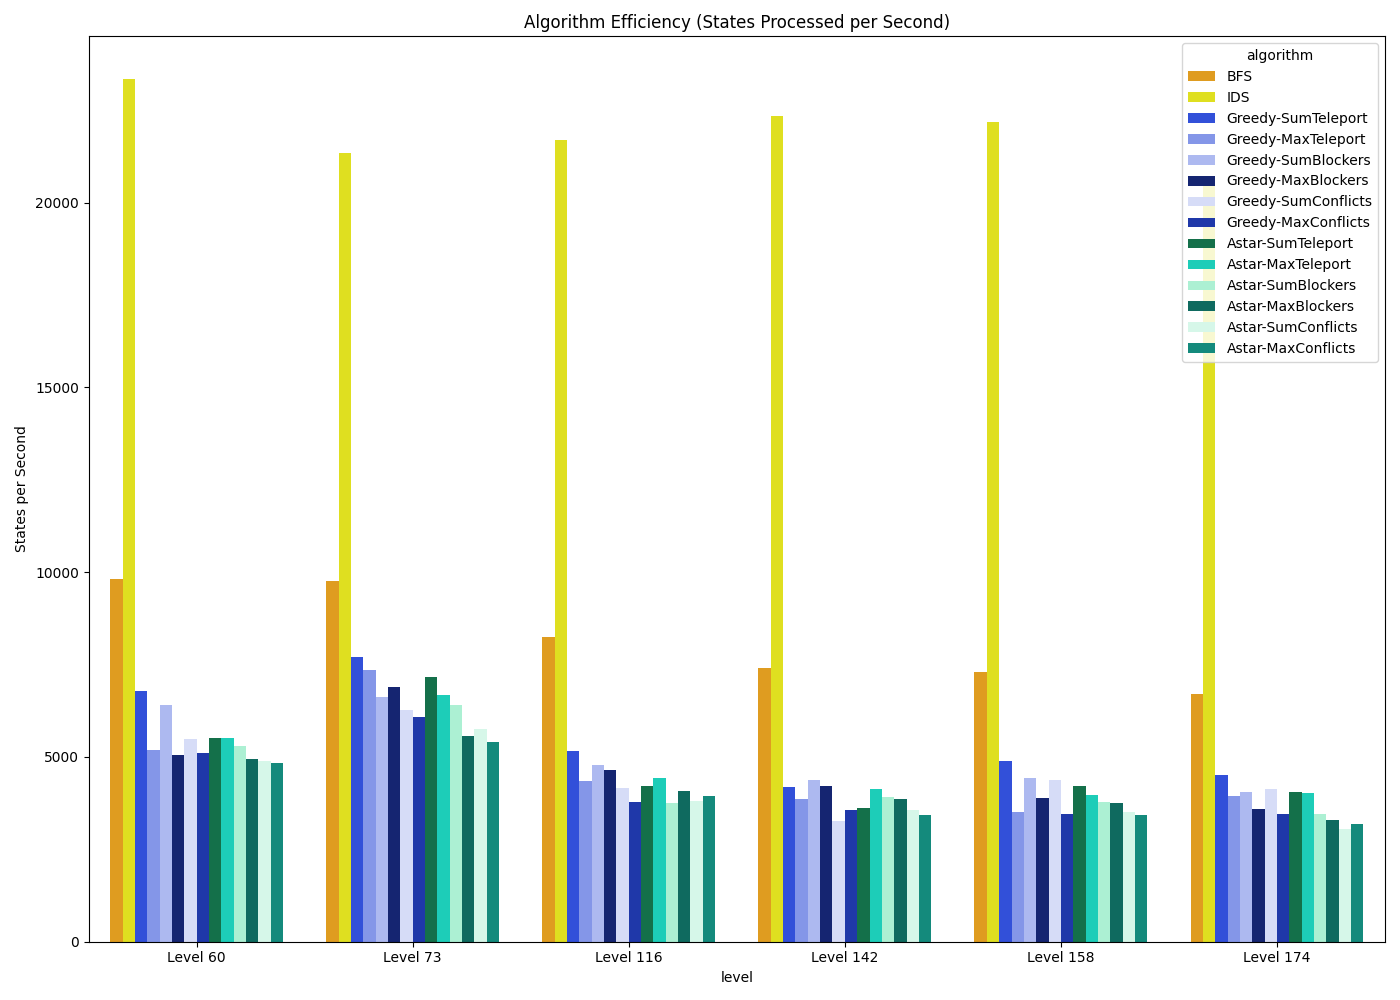 Algorithm Efficiency (States Processed per Second)
algorithm
BFS
IDS
Greedy-SumTeleport
Greedy-MaxTeleport
Greedy-SumBlockers
Greedy-MaxBlockers
Greedy-SumConflicts
Greedy-MaxConflicts
Astar-SumTeleport
Astar-MaxTeleport
Astar-SumBlockers
Astar-MaxBlockers
Astar-SumConflicts
Astar-MaxConflicts
States per Second
20000
15000
10000
5000
0
Level 60
Level 73
Level 116
Level 142
Level 158
Level 174
level